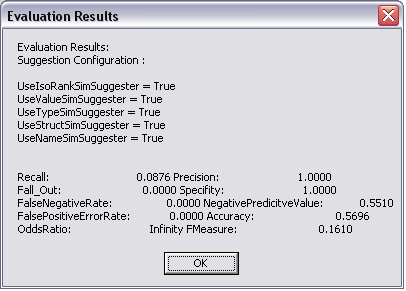 Evaluation Results
Evaluation Results:
Suggestion Configuration :
UseIsoRankSimSuggester = True
UseValueSimSuggester = True
UseTypeSimSuggester = True
UseStructSimSuggester = True
UseNameSimSuggester = True
Recall: 0.0876 Precision: 1.0000
Fall_Out: 0.0000 Specifity: 1.0000
FalseNegativeRate: 0.0000 NegativePredicitveValue: 0.5510
FalsePositiveErrorRate: 0.0000 Accuracy: 0.5696
OddsRatio: Infinity FMeasure: 0.1610
OK